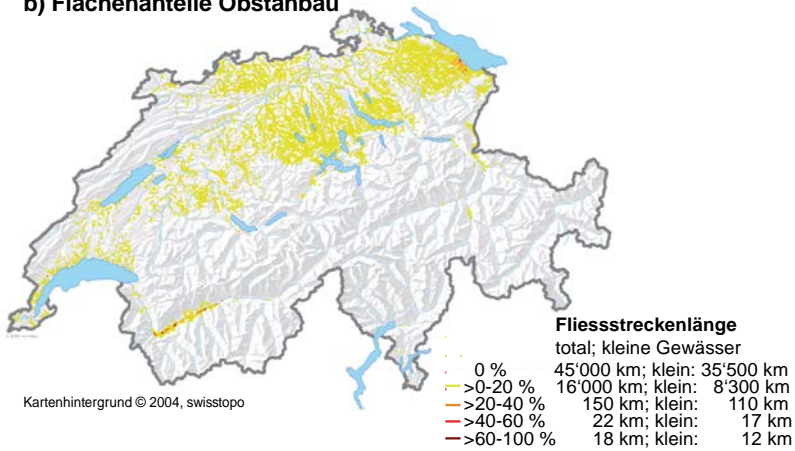 b) Flächenanteile Obstanbau
Fliessstreckenlänge
total; kleine Gewässer
0 % 45‘000 km; klein: 35‘500 km
>0-20 % 16‘000 km; klein: 8‘300 km
>20-40 % 150 km; klein: 110 km
>40-60 % 22 km; klein: 17 km
>60-100 % 18 km; klein: 12 km
Kartenhintergrund © 2004, swisstopo